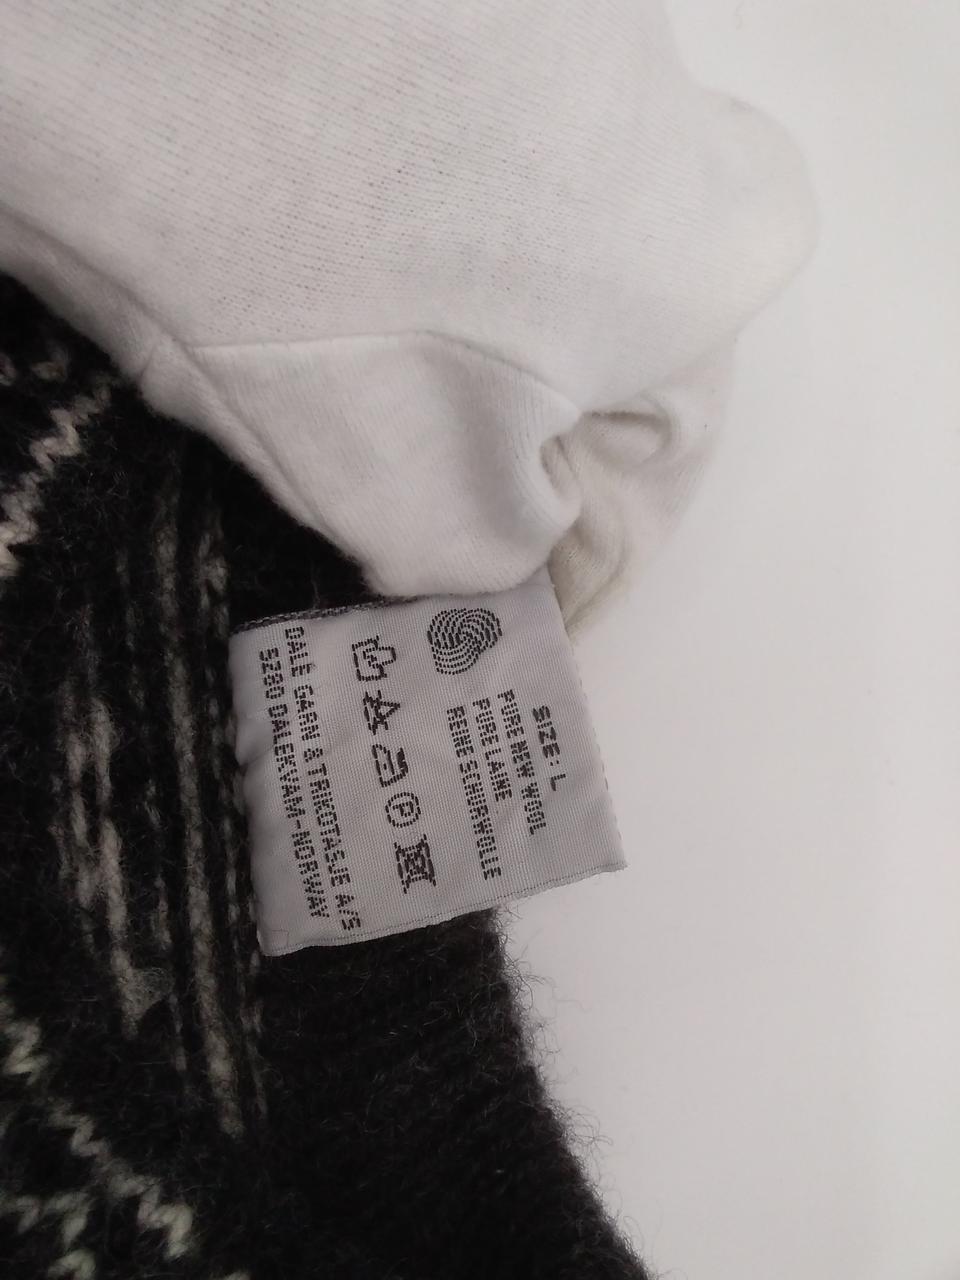 SIZE: L
PURE NEW WOOL
PURE LAINE
REINE SCHURWOLLE
P
DALE GARN & TRIKOTASJE A/S
5280 DALEKVAM-NORWAY